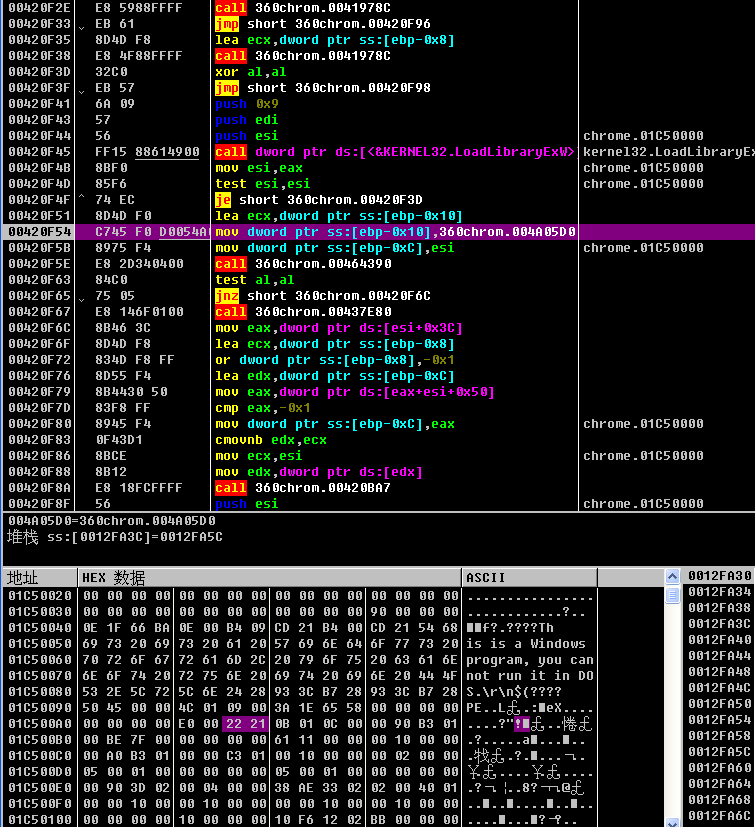 00420F2E E8 5988FFFF call 360chrom.0041978C
00420F33 EB 61 jmp short 360chrom.00420F96
00420F35 8D4D F8 lea ecx,dword ptr ss:[ebp-0x8]
00420F38 E8 4F88FFFF call 360chrom.0041978C
00420F3D 32C0 xor al,al
00420F3F EB 57 jmp short 360chrom.00420F98
00420F41 6A 09 push 0x9
00420F43 57 push edi
00420F44 56 push esi chrome.01C50000
00420F45 FF15 88614900 call dword ptr ds:[<&KERNEL32.LoadLibraryExW> kernel32.LoadLibraryEx
00420F4B 8BF0 mov esi,eax chrome.01C50000
00420F4D 85F6 test esi,esi chrome.01C50000
00420F4F 74 EC je short 360chrom.00420F3D
00420F51 8D4D F0 lea ecx,dword ptr ss:[ebp-0x10]
00420F54 C745 F0 D0054A mov dword ptr ss:[ebp-0x10],360chrom.004A05D0
00420F5B 8975 F4 mov dword ptr ss:[ebp-0xC],esi chrome.01C50000
00420F5E E8 2D340400 call 360chrom.00464390
00420F63 84C0 test al,al
00420F65 75 05 jnz short 360chrom.00420F6C
00420F67 E8 146F0100 call 360chrom.00437E80
00420F6C 8B46 3C mov eax,dword ptr ds:[esi+0x3C]
00420F6F 8D4D F8 lea ecx,dword ptr ss:[ebp-0x8]
00420F72 834D F8 FF or dword ptr ss:[ebp-0x8],-0x1
00420F76 8D55 F4 lea edx,dword ptr ss:[ebp-0xC]
00420F79 8B4430 50 mov eax,dword ptr ds:[eax+esi+0x50]
00420F7D 83F8 FF cmp eax,-0x1
00420F80 8945 F4 mov dword ptr ss:[ebp-0xC],eax chrome.01C50000
00420F83 0F43D1 cmovnb edx,ecx
00420F86 8BCE mov ecx,esi chrome.01C50000
00420F88 8B12 mov edx,dword ptr ds:[edx]
00420F8A E8 18FCFFFF call 360chrom.00420BA7
00420F8F 56 push esi chrome.01C50000
004A05D0=360chrom.004A05D0
堆栈 ss:[0012FA3C]=0012FA5C
地址 HEX 数据 ASCII 0012FA30
01C50020 00 00 00 00 00 00 00 00 00 00 00 00 00 00 00 00 ................ 0012FA34
01C50030 00 00 00 00 00 00 00 00 00 00 00 00 90 00 00 00 ............?.. 0012FA38
01C50040 0E 1F 66 BA 0E 00 B4 09 CD 21 B4 00 CD 21 54 68 f?.????Th 0012FA3C
01C50050 69 73 20 69 73 20 61 20 57 69 6E 64 6F 77 73 20 is is a Windows 0012FA40
01C50060 70 72 6F 67 72 61 6D 2C 20 79 6F 75 20 63 61 6E program, you can 0012FA44
01C50070 6E 6F 74 20 72 75 6E 20 69 74 20 69 6E 20 44 4F not run it in DO 0012FA48
01C50080 53 2E 5C 72 5C 6E 24 28 93 3C B7 28 93 3C B7 28 S.\r\n$(???? 0012FA4C
01C50090 50 45 00 00 4C 01 09 00 3A 1E 65 58 00 00 00 00 PE..L 0012FA50
01C500A0 00 00 00 00 E0 00 22 21 0B 01 0C 00 00 90 B3 01 0012FA54
01C500B0 00 BE 7F 00 00 00 00 00 61 11 00 00 00 10 00 00 0012FA58
01C500C0 00 A0 B3 01 00 00 C3 01 00 10 00 00 00 02 00 00 0012FA5C
01C500D0 05 00 01 00 00 00 00 00 05 00 01 00 00 00 00 00 0012FA60
01C500E0 00 90 3D 02 00 04 00 00 38 AE 33 02 02 00 40 01 0012FA64
01C500F0 00 00 10 00 00 10 00 00 00 00 10 00 00 10 00 00 0012FA68
01C50100 00 00 00 00 10 00 00 00 10 F6 12 02 BB 00 00 00 0012FA6C